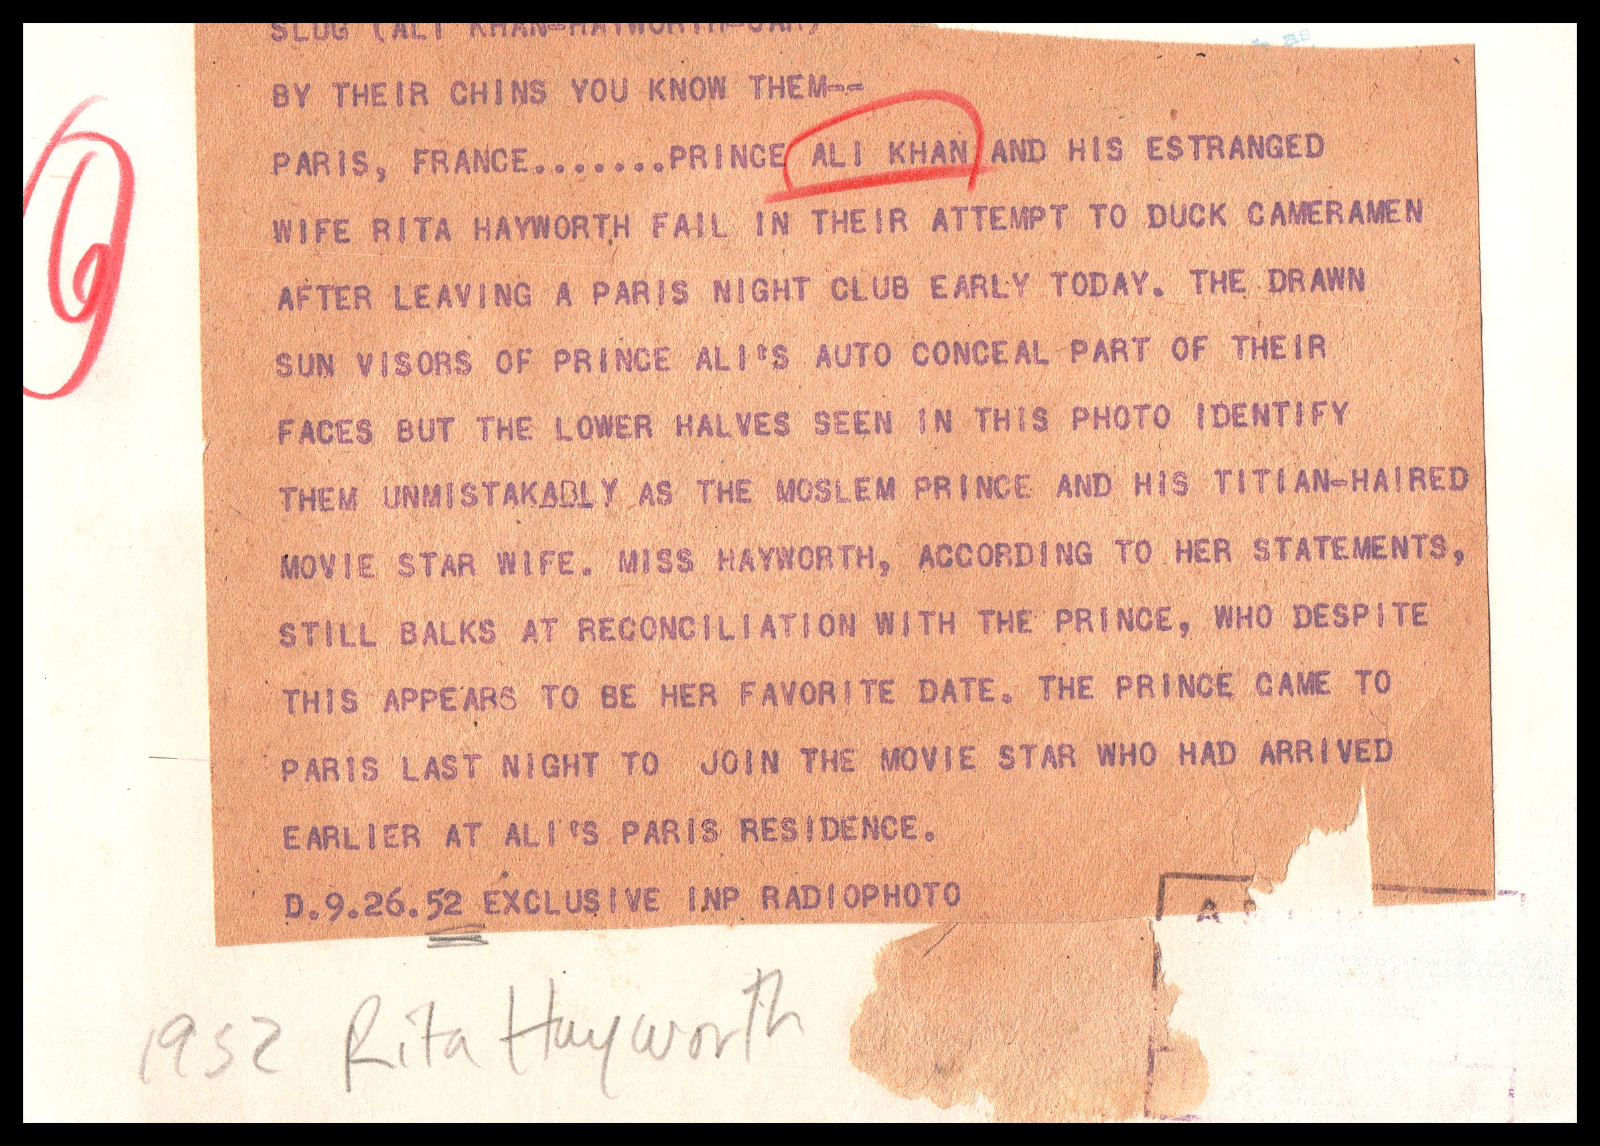 SLUG (ALI KHAN-HAYWORTH-CAR)
BY THEIR CHINS YOU KNOW THEM--
PARIS, FRANCE.......PRINCE ALI KHAN AND HIS ESTRANGED
WIFE RITA HAYWORTH FAIL IN THEIR ATTEMPT TO DUCK CAMERAMEN
AFTER LEAVING A PARIS NIGHT CLUB EARLY TODAY. THE DRAWN
SUN VISORS OF PRINCE ALI'S AUTO CONCEAL PART OF THEIR
FACES BUT THE LOWER HALVES SEEN IN THIS PHOTO IDENTIFY
THEM UNMISTAKABLY AS THE MOSLEM PRINCE AND HIS TITIAN-HAIRED
MOVIE STAR WIFE. MISS HAYWORTH, ACCORDING TO HER STATEMENTS,
STILL BALKS AT RECONCILIATION WITH THE PRINCE, WHO DESPITE
THIS APPEARS TO BE HER FAVORITE DATE. THE PRINCE CAME TO
PARIS LAST NIGHT TO JOIN THE MOVIE STAR WHO HAD ARRIVED
EARLIER AT ALI'S PARIS RESIDENCE.
D.9.26.52 EXCLUSIVE INP RADIOPHOTO
1952 Rita Hayworth